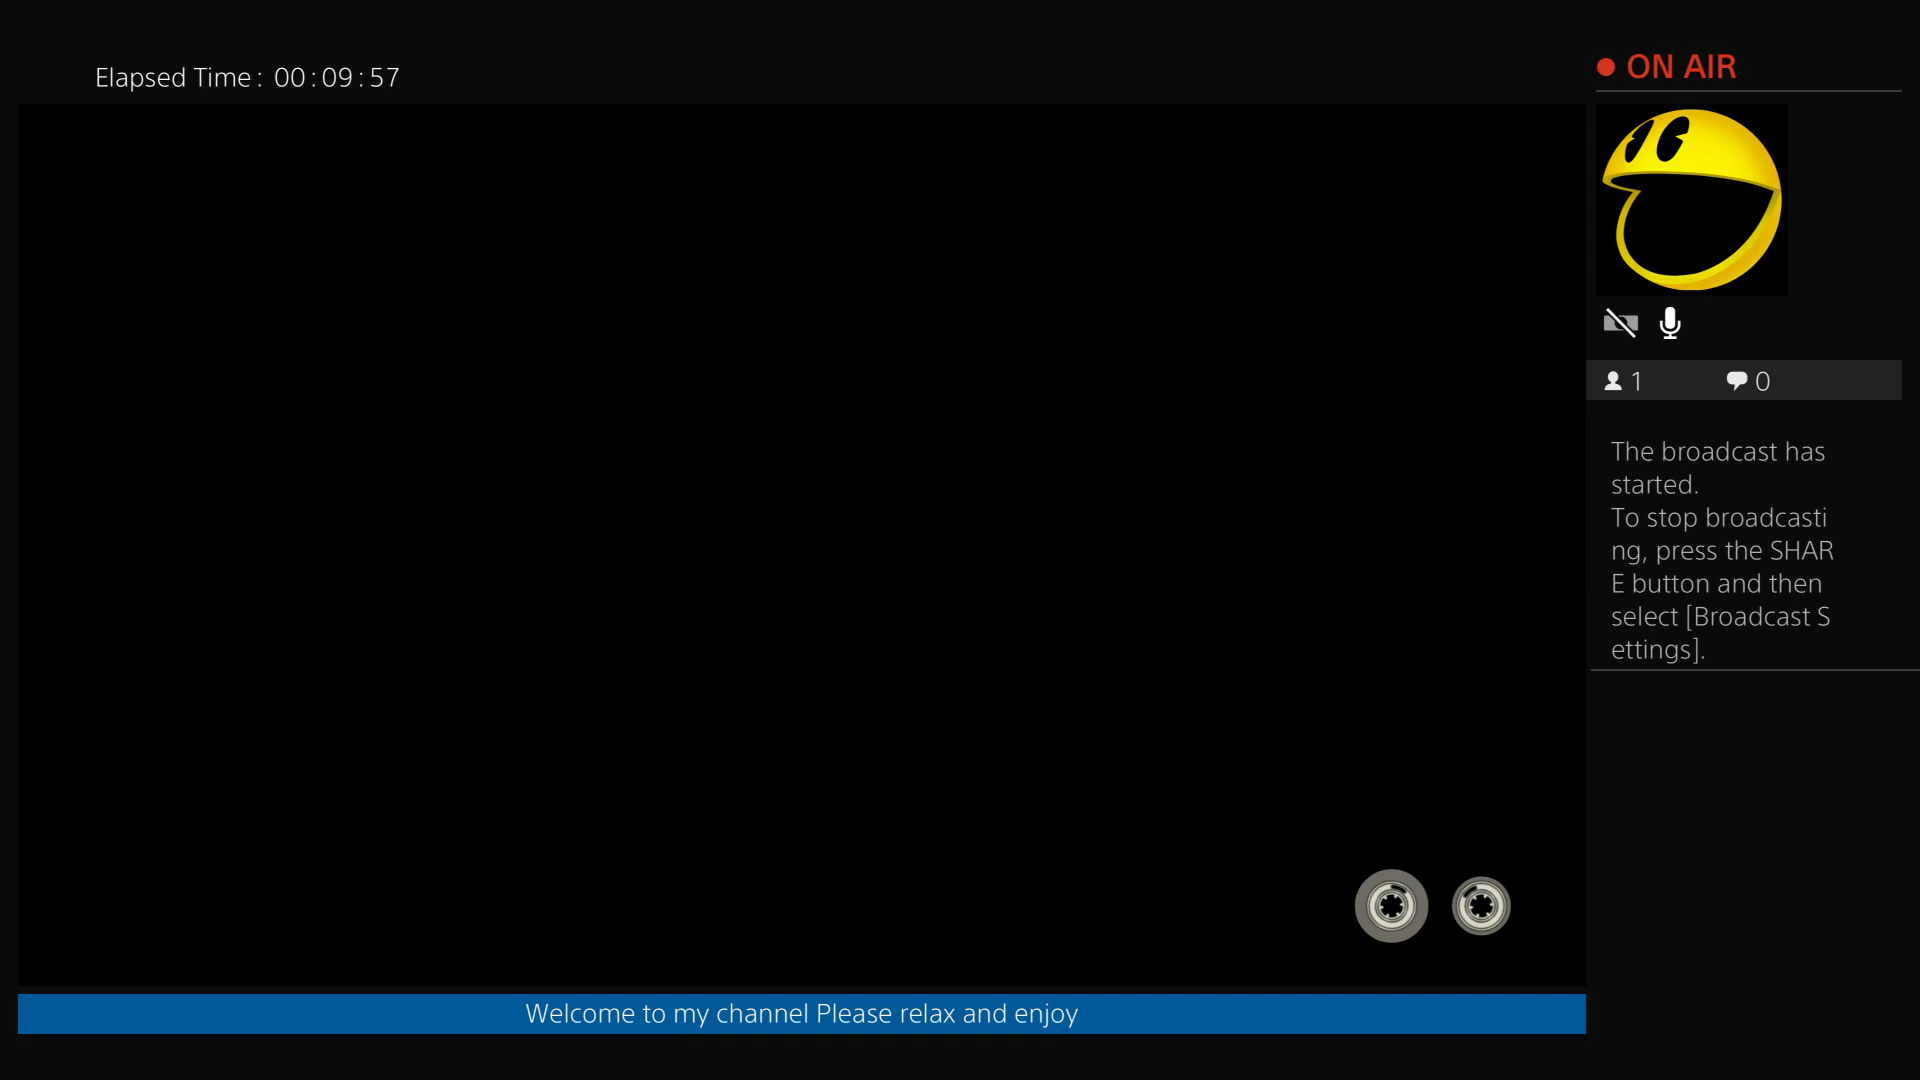 Elapsed Time: 00:09:57
ON AIR
1 0
The broadcast has
started.
To stop broadcasti
ng, press the SHAR
E button and then
select [Broadcast S
ettings].
Welcome to my channel Please relax and enjoy